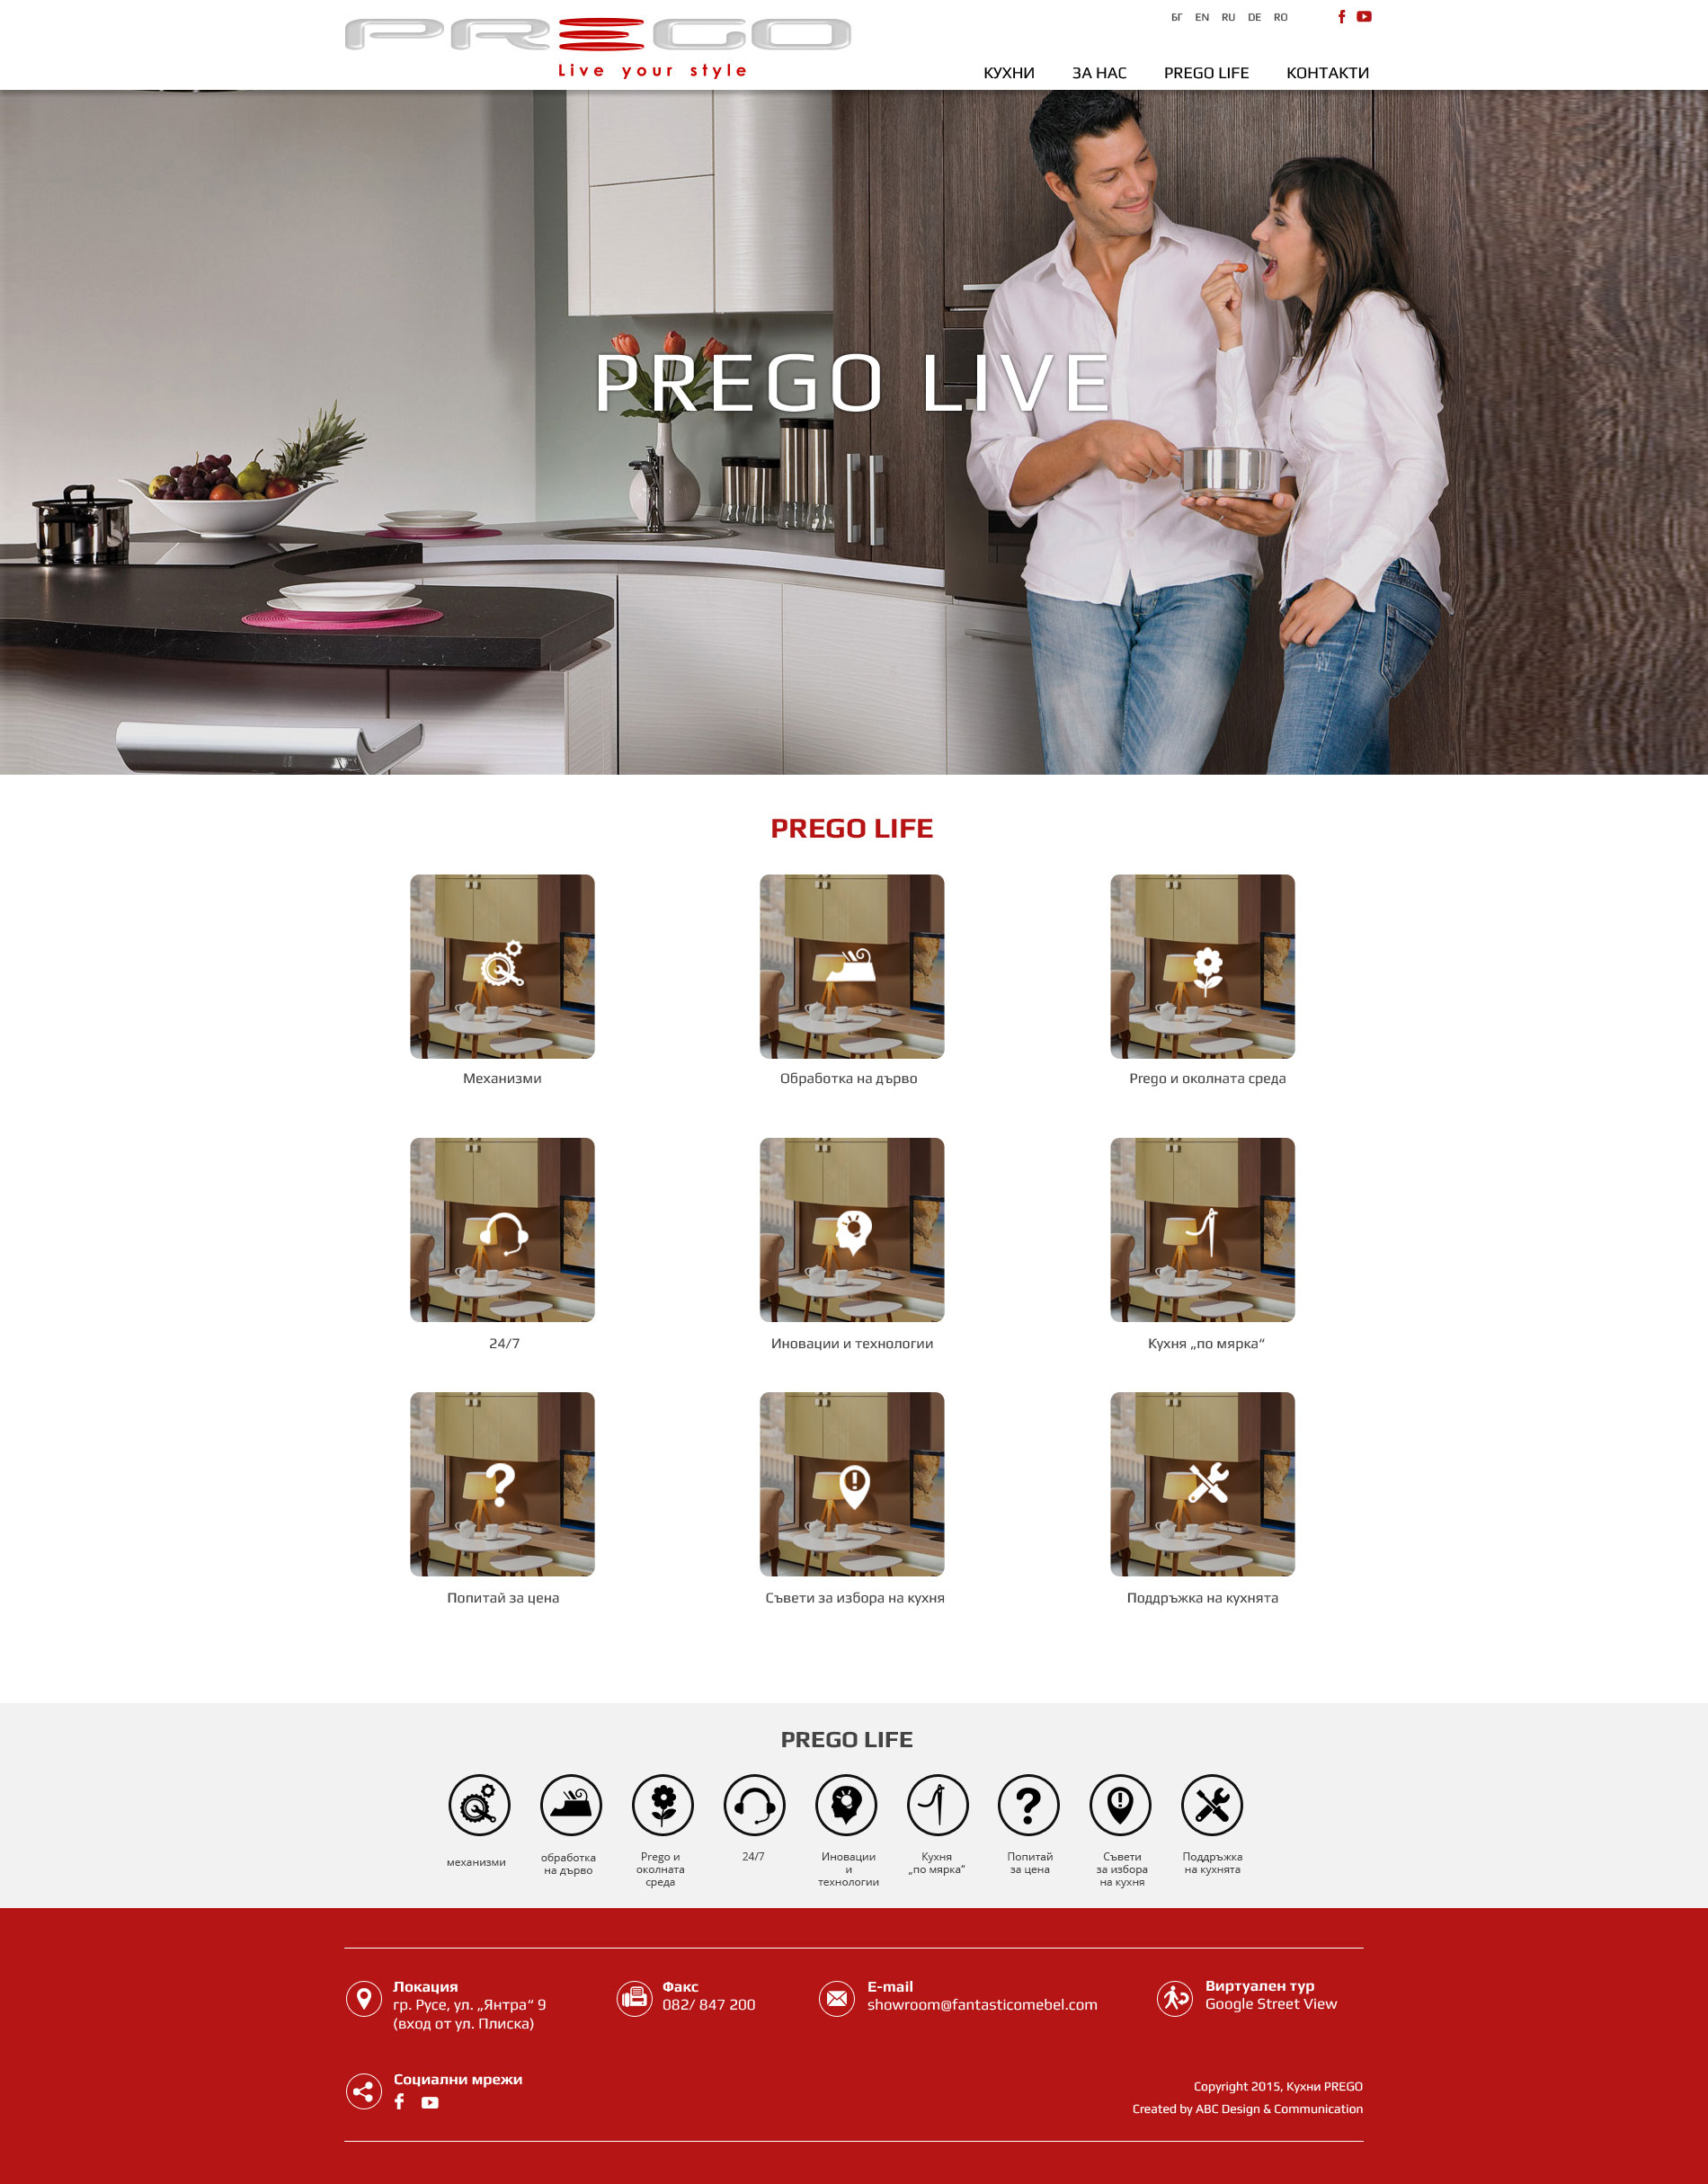 PREGO
Live your style
БГ EN RU DE RO
КУХНИ ЗА НАС PREGO LIFE КОНТАКТИ
PREGO LIVE
PREGO LIFE
Механизми
Обработка на дърво
Prego и околната среда
24/7
Иновации и технологии
Кухня „по мярка“
Попитай за цена
Съвети за избора на кухня
Поддръжка на кухнята
PREGO LIFE
механизми
обработка
на дърво
Prego и
околната
среда
24/7
Иновации
и
технологии
Кухня
„по мярка“
Попитай
за цена
Съвети
за избора
на кухня
Поддръжка
на кухнята
Локация
гр. Русе, ул. „Янтра“ 9
(вход от ул. Плиска)
Факс
082/ 847 200
E-mail
showroom@fantasticomebel.com
Виртуален тур
Google Street View
Социални мрежи
Copyright 2015, Кухни PREGO
Created by ABC Design & Communication